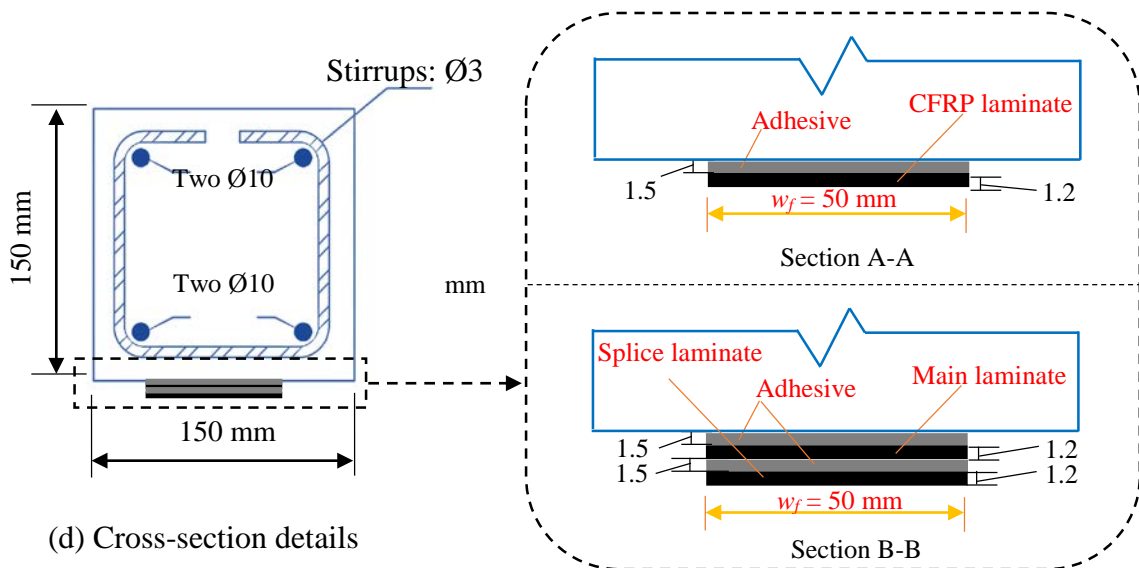 Stirrups: Ø3
Two Ø10
150 mm
Two Ø10
mm
150 mm
(d) Cross-section details
CFRP laminate
Adhesive
1.5
1.2
wf = 50 mm
Section A-A
Splice laminate
Main laminate
Adhesive
1.5
1.2
1.5
1.2
wf = 50 mm
Section B-B